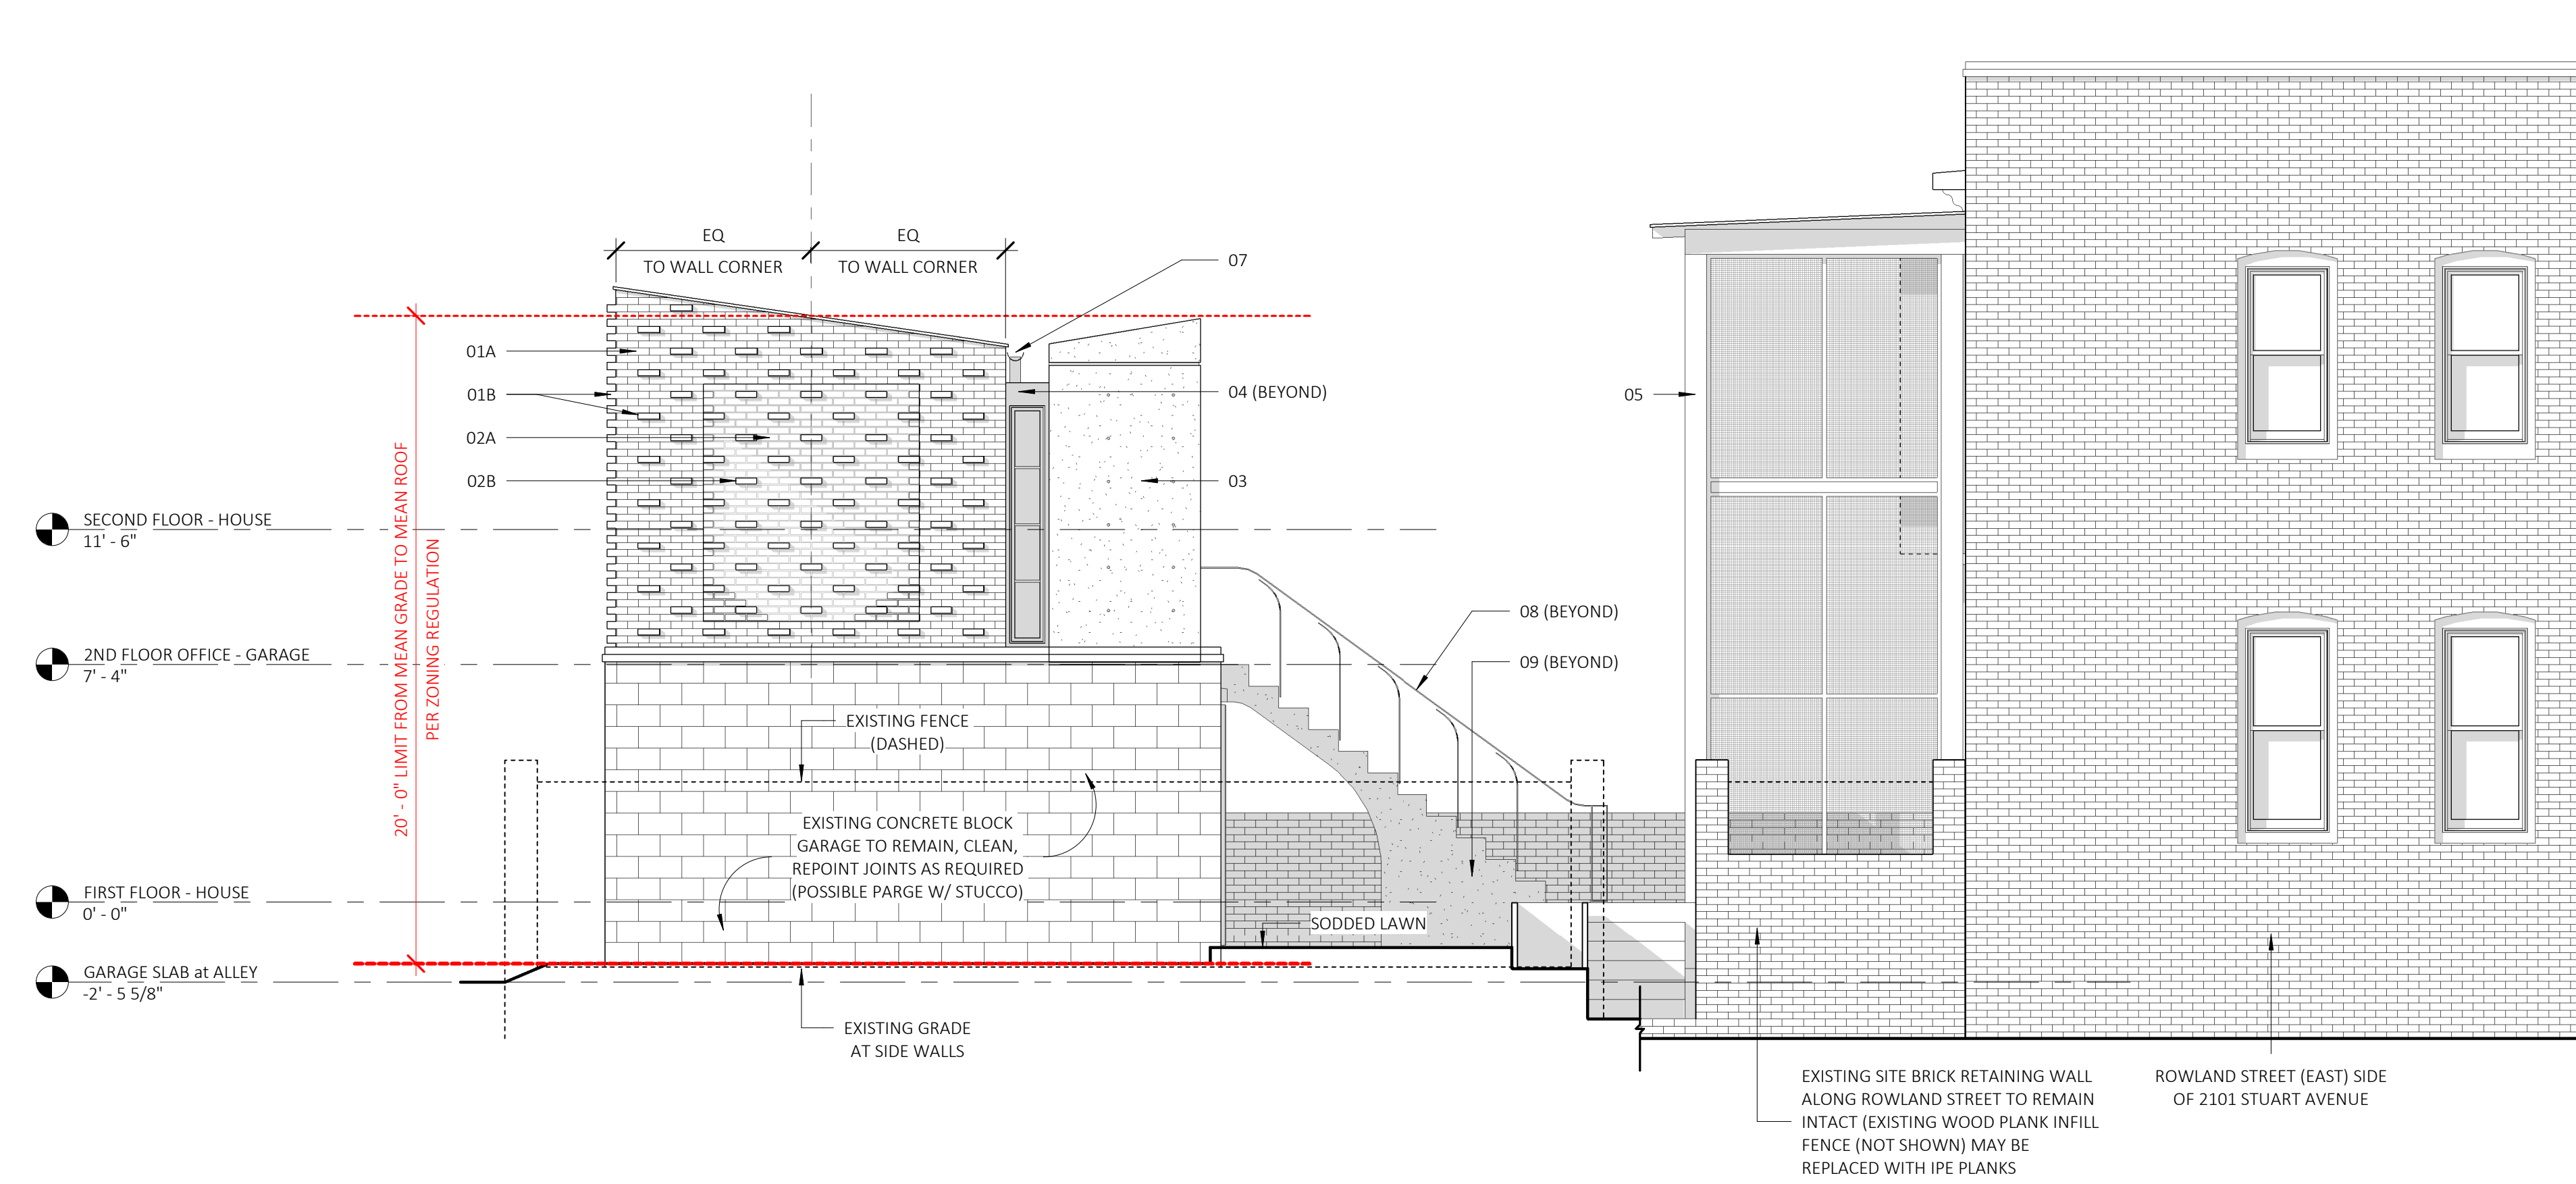 EQ
TO WALL CORNER
EQ
TO WALL CORNER
07
01A
01B
02A
02B
04 (BEYOND)
03
05
SECOND FLOOR - HOUSE
11' - 6"
2ND FLOOR OFFICE - GARAGE
7' - 4"
FIRST FLOOR - HOUSE
0' - 0"
GARAGE SLAB at ALLEY
-2' - 5 5/8"
20' - 0" LIMIT FROM MEAN GRADE TO MEAN ROOF
PER ZONING REGULATION
08 (BEYOND)
09 (BEYOND)
EXISTING FENCE
(DASHED)
EXISTING CONCRETE BLOCK
GARAGE TO REMAIN, CLEAN,
REPOINT JOINTS AS REQUIRED
(POSSIBLE PARGE W/ STUCCO)
SODDED LAWN
EXISTING GRADE
AT SIDE WALLS
EXISTING SITE BRICK RETAINING WALL
ALONG ROWLAND STREET TO REMAIN
INTACT (EXISTING WOOD PLANK INFILL
FENCE (NOT SHOWN) MAY BE
REPLACED WITH IPE PLANKS
ROWLAND STREET (EAST) SIDE
OF 2101 STUART AVENUE